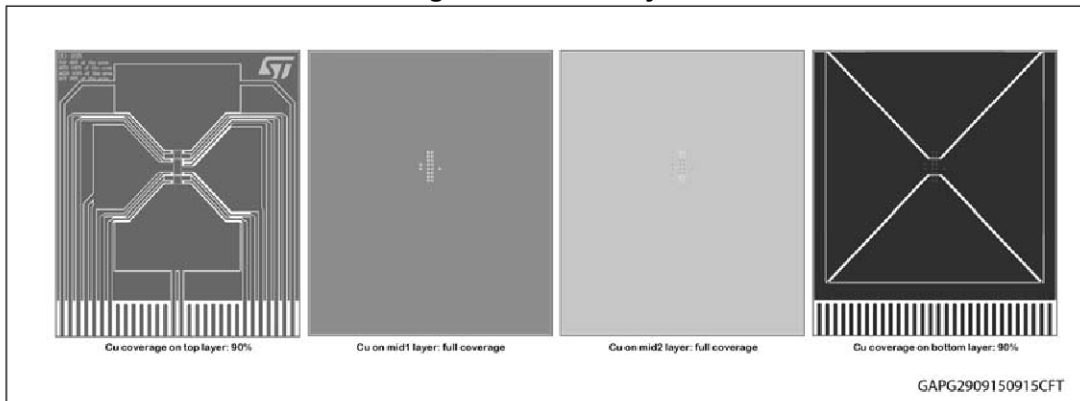 ST
Cu coverage on top layer: 90%
Cu on mid1 layer: full coverage
Cu on mid2 layer: full coverage
Cu coverage on bottom layer: 90%
GAPG2909150915CFT